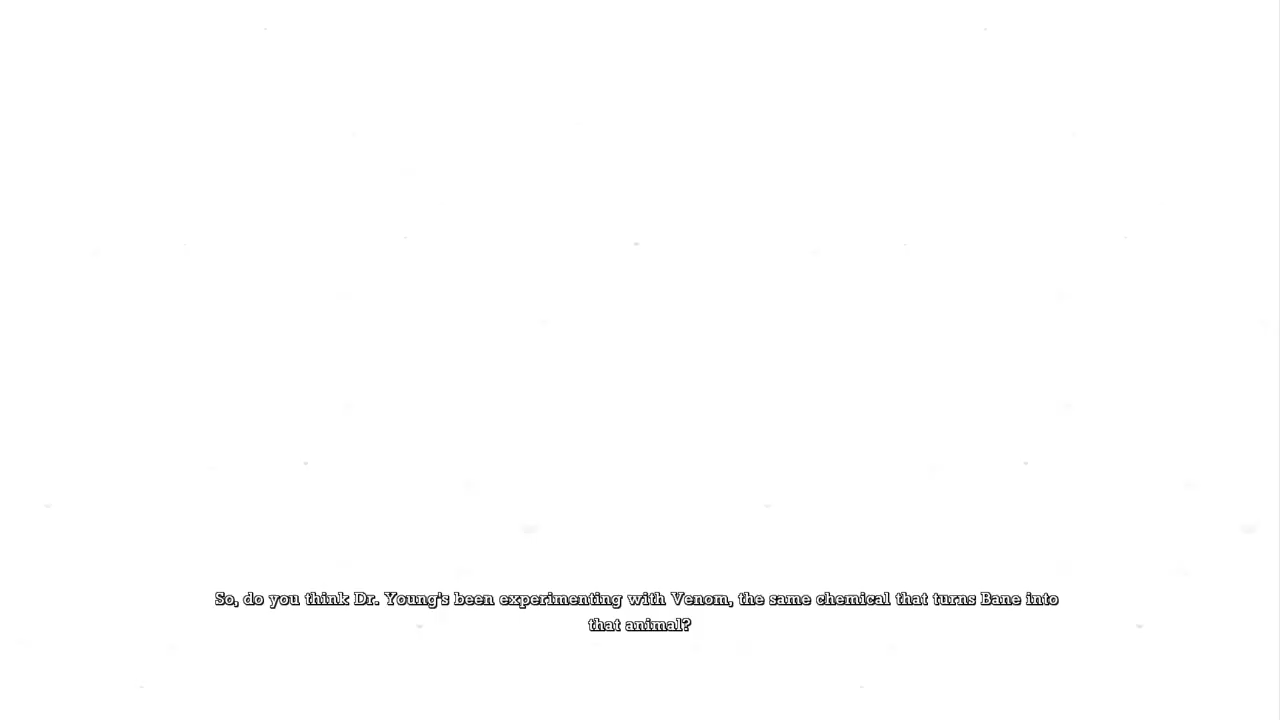 So, do you think Dr. Young's been experimenting with Venom, the same chemical that turns Bane into
that animal?